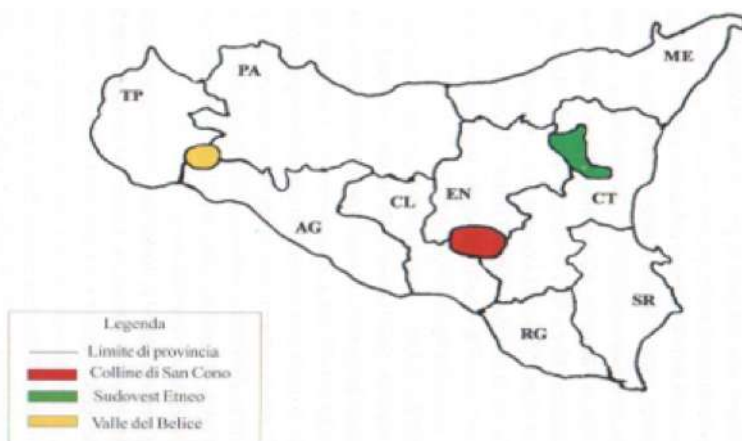 ME
PA
TP
EN
CT
CL
AG
SR
RG
Legenda
Limite di provincia
Colline di San Cono
Sudovest Etneo
Valle del Belice